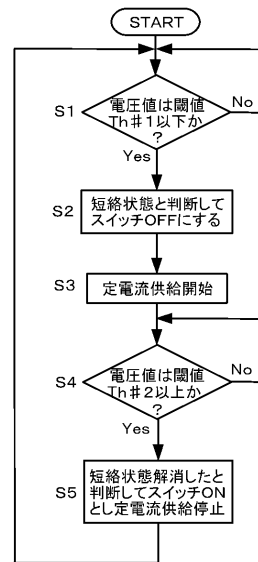 START
S1
電圧値は閾値
Th♯1以下か
?
No
Yes
S2
短絡状態と判断して
スイッチOFFにする
S3
定電流供給開始
S4
電圧値は閾値
Th♯2以上か
?
No
Yes
S5
短絡状態解消したと
判断してスイッチON
とし定電流供給停止